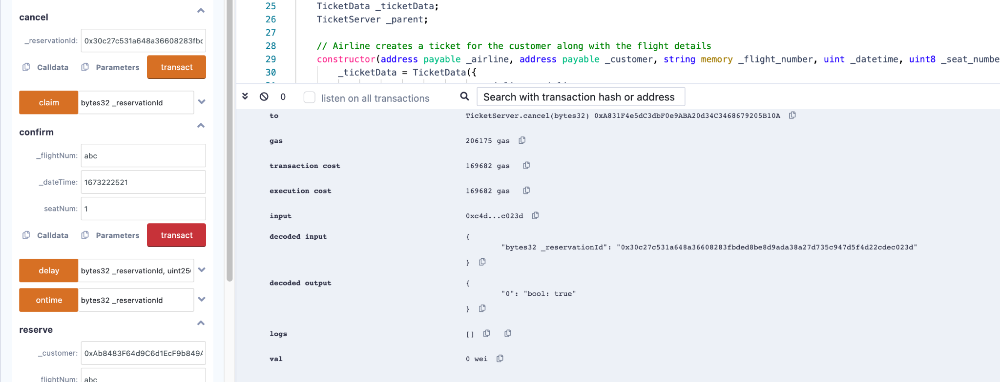 cancel
_reservationId: 0x30c27c531a648a36608283fbd
Calldata Parameters transact
claim bytes32 _reservationId
confirm
_flightNum: abc
_dateTime: 1673222521
seatNum: 1
Calldata Parameters transact
delay bytes32 _reservationId, uint25
ontime bytes32 _reservationId
reserve
_customer: 0xAb8483F64d9C6d1EcF9b849A
flightNum: abc
25 TicketData _ticketData;
26 TicketServer _parent;
27
28 // Airline creates a ticket for the customer along with the flight details
29 constructor(address payable _airline, address payable _customer, string memory _flight_number, uint _datetime, uint8 _seat_numbe
30 _ticketData = TicketData({
0 listen on all transactions Search with transaction hash or address
to TicketServer.cancel(bytes32) 0xA831F4e5dC3dbF0e9ABA20d34C3468679205B10A
gas 206175 gas
transaction cost 169682 gas
execution cost 169682 gas
input 0xc4d...c023d
decoded input {
"bytes32 _reservationId": "0x30c27c531a648a36608283fbded8be8d9ada38a27d735c947d5f4d22cdec023d"
}
decoded output {
"0": "bool: true"
}
logs []
val 0 wei